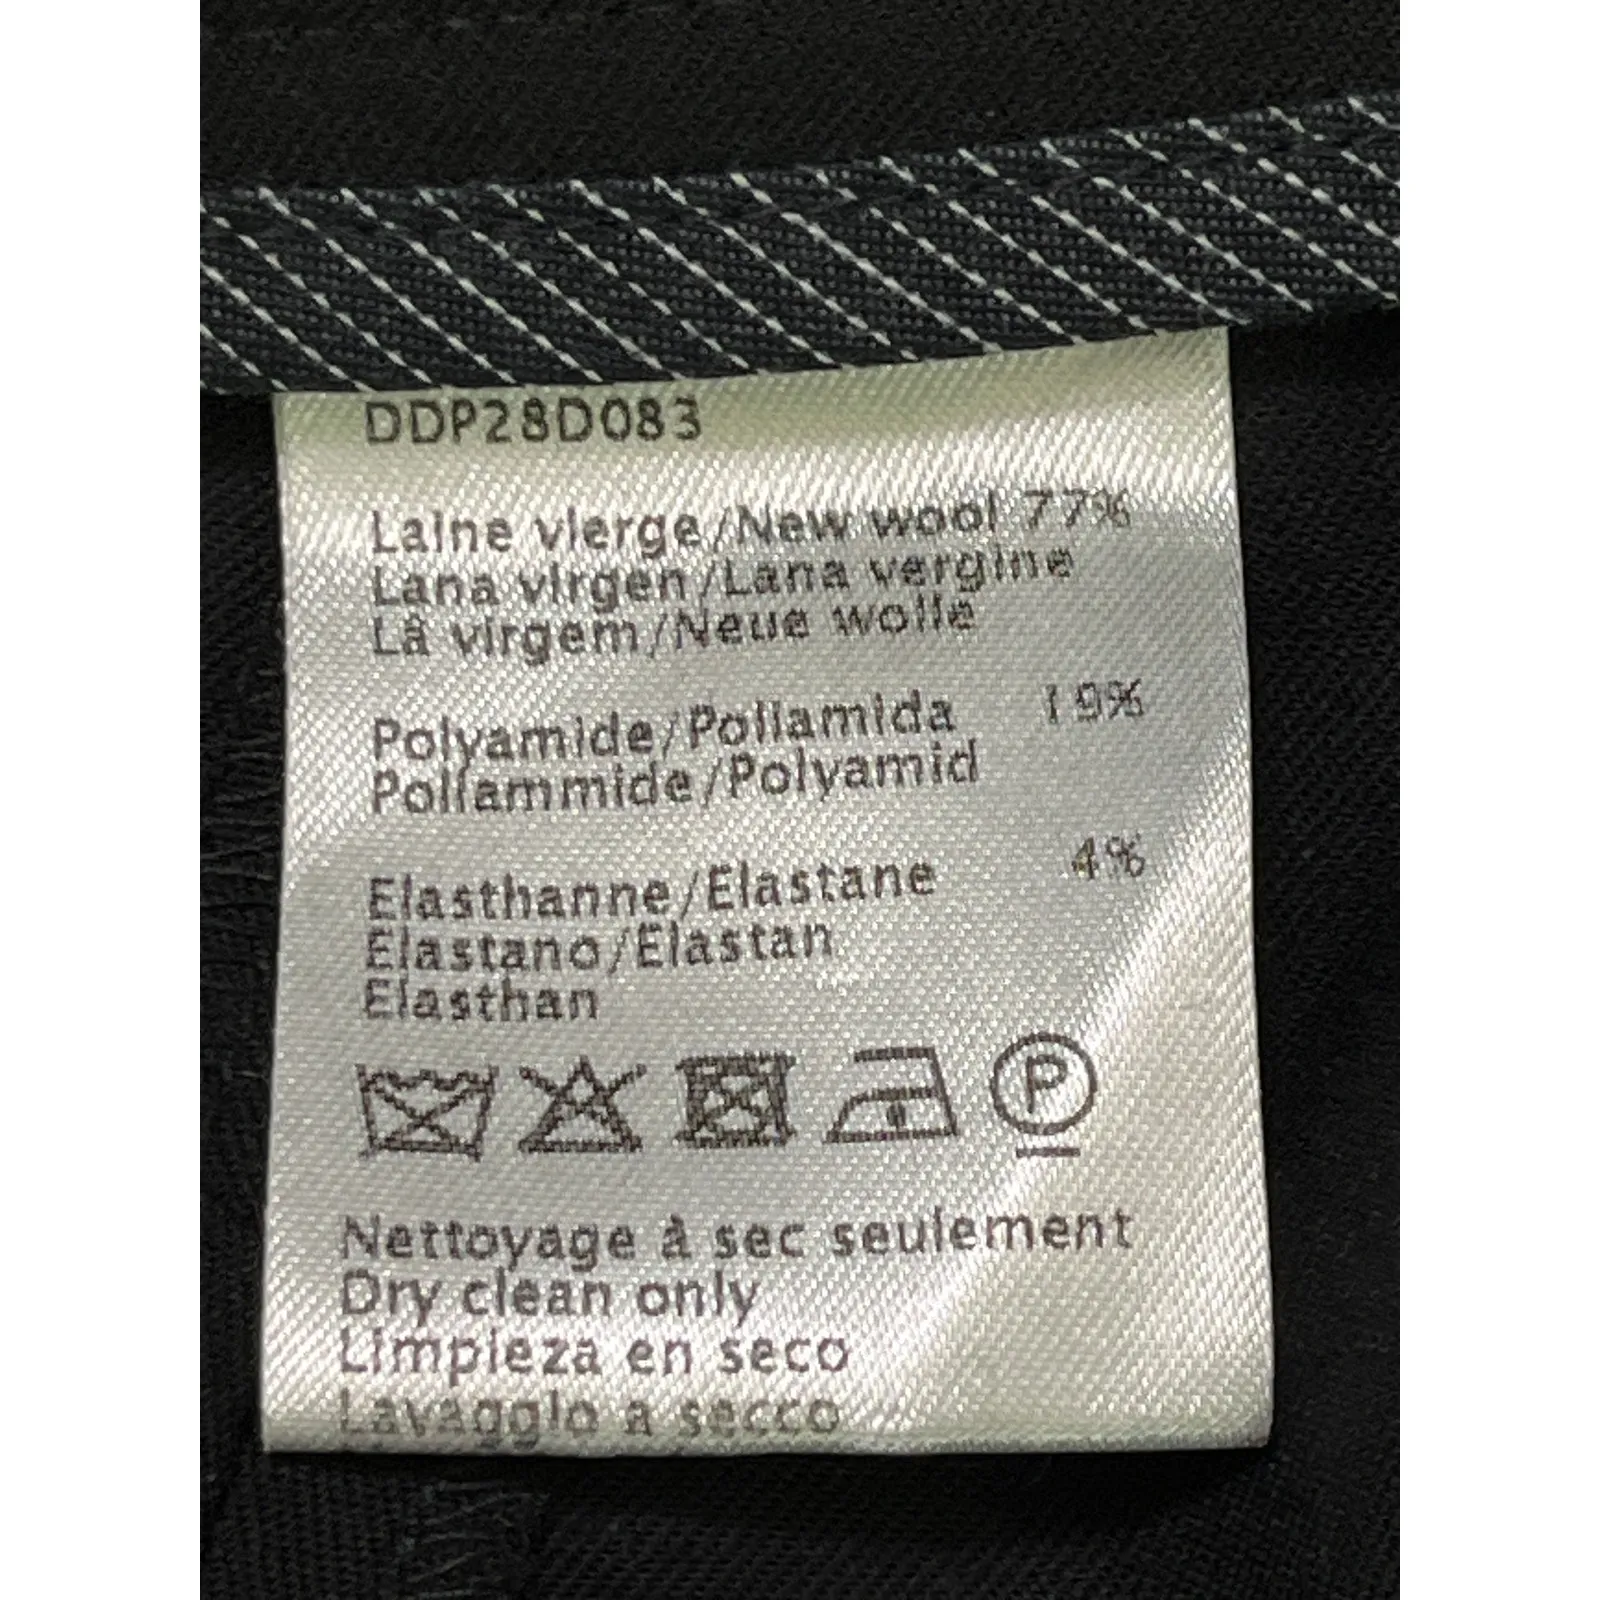 DDP28D083
Laine vierge/New wool 77%
Lana virgen/Lana vergine
Lã virgem/Neue wolle
Polyamide/Poliamida 19%
Poliammide/Polyamid
Elasthanne/Elastane 4%
Elastano/Elastan
Elasthan
P
Nettoyage à sec seulement
Dry clean only
Limpieza en seco
Lavaggio a secco